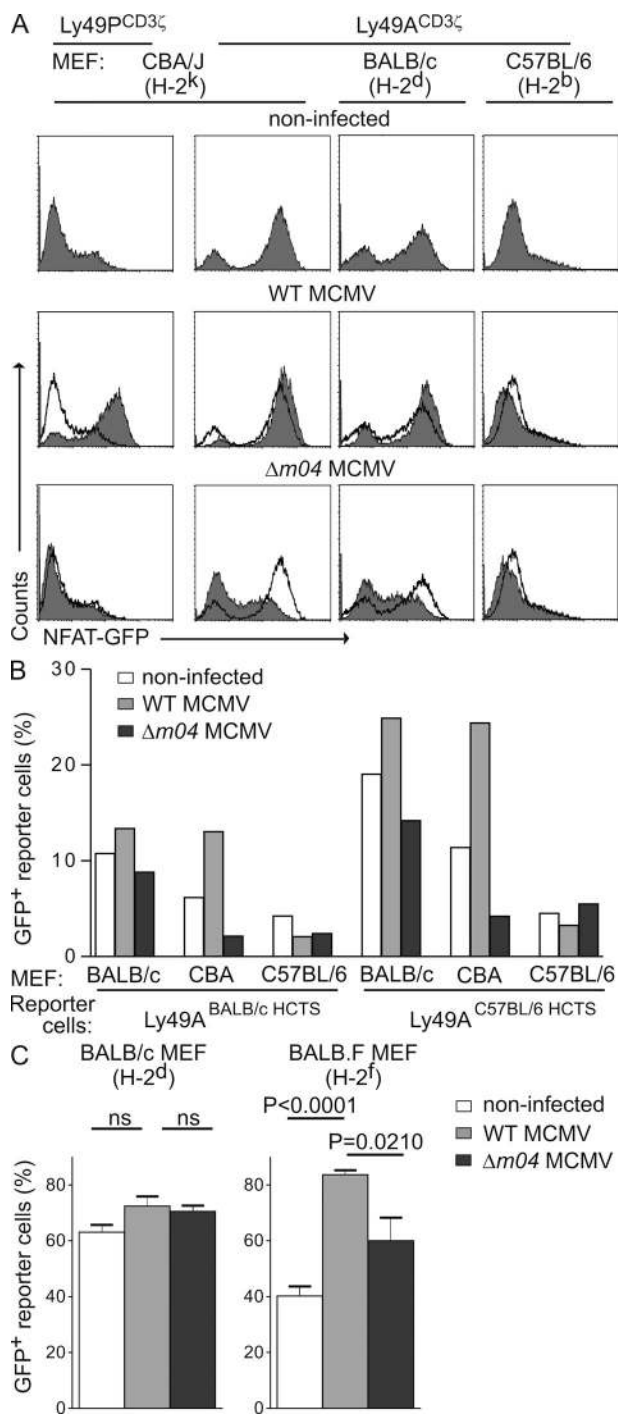 A
Ly49P^CD3ζ
Ly49A^CD3ζ
MEF: CBA/J BALB/c C57BL/6
(H-2^k) (H-2^d) (H-2^b)
non-infected
WT MCMV
Δm04 MCMV
Counts
NFAT-GFP
B
30
20
10
0
GFP+ reporter cells (%)
non-infected
WT MCMV
Δm04 MCMV
MEF: BALB/c CBA C57BL/6 BALB/c CBA C57BL/6
Reporter
cells: Ly49A^BALB/c HCTS Ly49A^C57BL/6 HCTS
C
BALB/c MEF BALB.F MEF
(H-2^d) (H-2^f)
P<0.0001
ns ns
P=0.0210
non-infected
WT MCMV
Δm04 MCMV
GFP+ reporter cells (%)
80 80
60 60
40 40
20 20
0 0